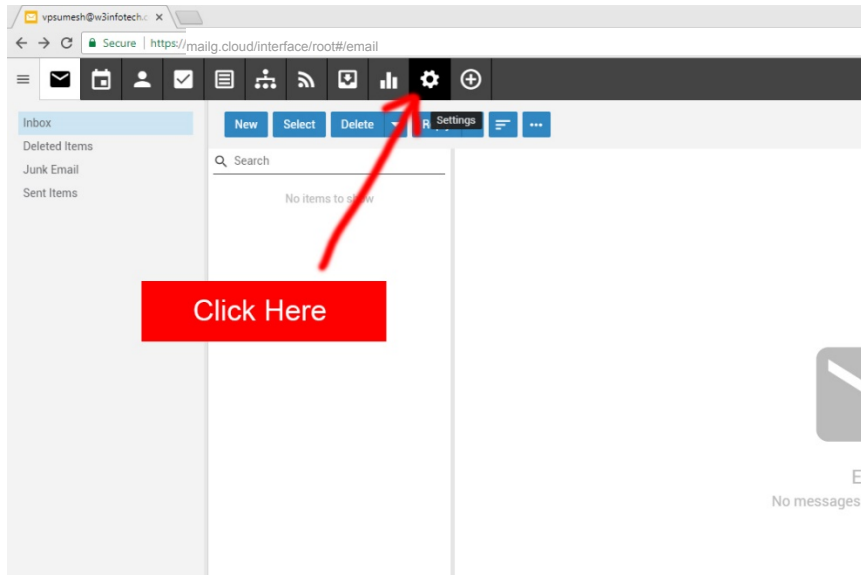 vpsumesh@w3infotech.c
Secure | https://mailg.cloud/interface/root#/email
Inbox
Deleted Items
Junk Email
Sent Items
New Select Delete Settings
Search
No items to show
Click Here
E
No messages